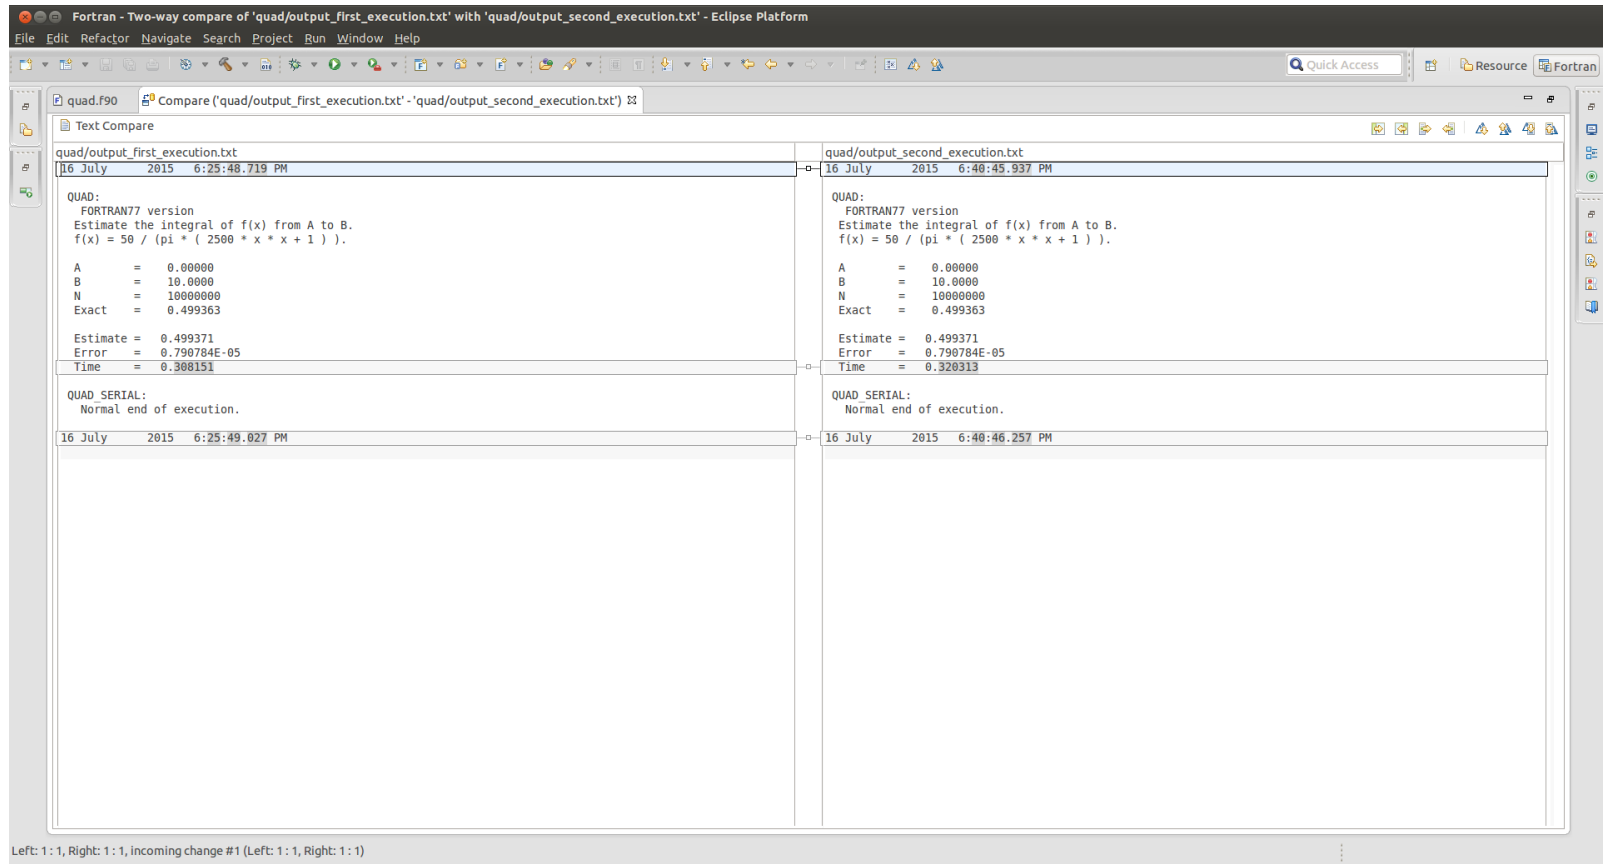 Fortran - Two-way compare of 'quad/output_first_execution.txt' with 'quad/output_second_execution.txt' - Eclipse Platform
File Edit Refactor Navigate Search Project Run Window Help
Quick Access Resource Fortran
quad.f90 Compare ('quad/output_first_execution.txt' - 'quad/output_second_execution.txt')
Text Compare
quad/output_first_execution.txt
16 July 2015 6:25:48.719 PM
QUAD:
FORTRAN77 version
Estimate the integral of f(x) from A to B.
f(x) = 50 / (pi * ( 2500 * x * x + 1 ) ).
A = 0.00000
B = 10.0000
N = 10000000
Exact = 0.499363
Estimate = 0.499371
Error = 0.790784E-05
Time = 0.308151
QUAD_SERIAL:
Normal end of execution.
16 July 2015 6:25:49.027 PM
quad/output_second_execution.txt
16 July 2015 6:40:45.937 PM
QUAD:
FORTRAN77 version
Estimate the integral of f(x) from A to B.
f(x) = 50 / (pi * ( 2500 * x * x + 1 ) ).
A = 0.00000
B = 10.0000
N = 10000000
Exact = 0.499363
Estimate = 0.499371
Error = 0.790784E-05
Time = 0.320313
QUAD_SERIAL:
Normal end of execution.
16 July 2015 6:40:46.257 PM
Left: 1 : 1, Right: 1 : 1, incoming change #1 (Left: 1 : 1, Right: 1 : 1)